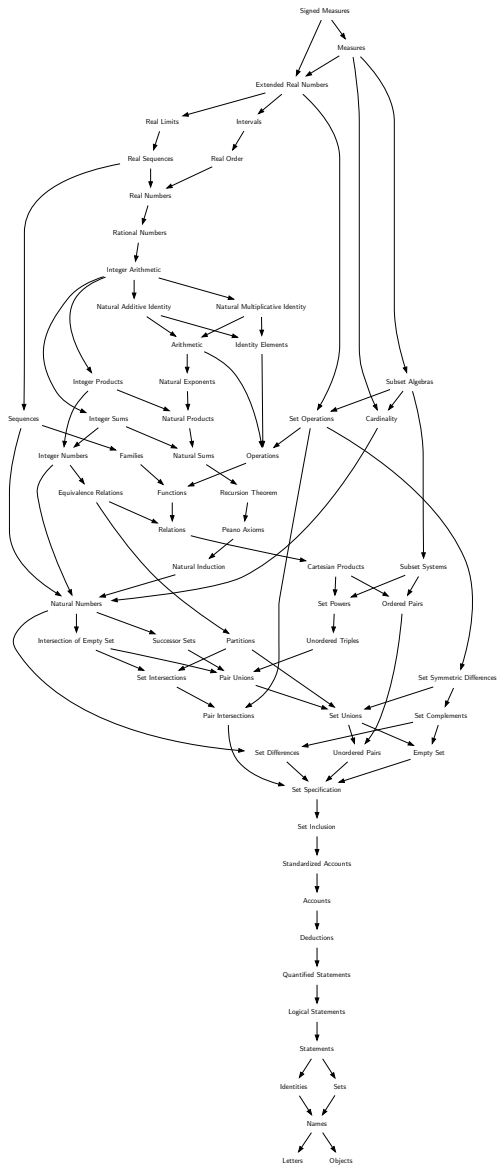 Signed Measures
Measures
Extended Real Numbers
Real Limits
Intervals
Real Sequences
Real Order
Real Numbers
Rational Numbers
Integer Arithmetic
Natural Additive Identity
Natural Multiplicative Identity
Arithmetic
Identity Elements
Integer Products
Natural Exponents
Subset Algebras
Sequences
Integer Sums
Natural Products
Set Operations
Cardinality
Integer Numbers
Families
Natural Sums
Operations
Equivalence Relations
Functions
Recursion Theorem
Relations
Peano Axioms
Natural Induction
Cartesian Products
Subset Systems
Natural Numbers
Set Powers
Ordered Pairs
Intersection of Empty Set
Successor Sets
Partitions
Unordered Triples
Set Intersections
Pair Unions
Set Symmetric Differences
Pair Intersections
Set Unions
Set Complements
Set Differences
Unordered Pairs
Empty Set
Set Specification
Set Inclusion
Standardized Accounts
Accounts
Deductions
Quantified Statements
Logical Statements
Statements
Identities
Sets
Names
Letters
Objects